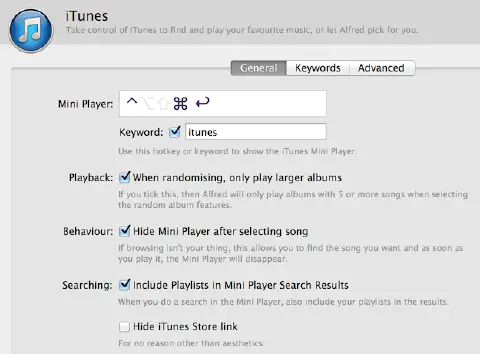 iTunes
Take control of iTunes to find and play your favourite music, or let Alfred pick for you.
General Keywords Advanced
Mini Player: ^⌥⇧⌘ ↩
Keyword: itunes
Use this hotkey or keyword to show the iTunes Mini Player.
Playback: When randomising, only play larger albums
If you tick this, then Alfred will only play albums with 5 or more songs when selecting
the random album features.
Behaviour: Hide Mini Player after selecting song
If browsing isn't your thing, this allows you to find the song you want and as soon as
you play it, the Mini Player will disappear.
Searching: Include Playlists in Mini Player Search Results
When you do a search in the Mini Player, also include your playlists in the results.
Hide iTunes Store link
For no reason other than aesthetics.